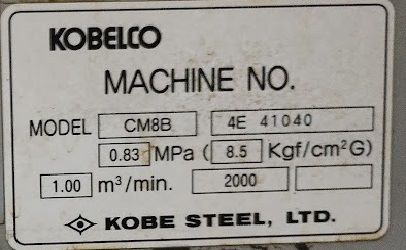 KOBELCO
MACHINE NO.
MODEL CM8B 4E 41040
0.83 MPa ( 8.5 Kgf/cm²G)
1.00 m³/min. 2000
KOBE STEEL, LTD.